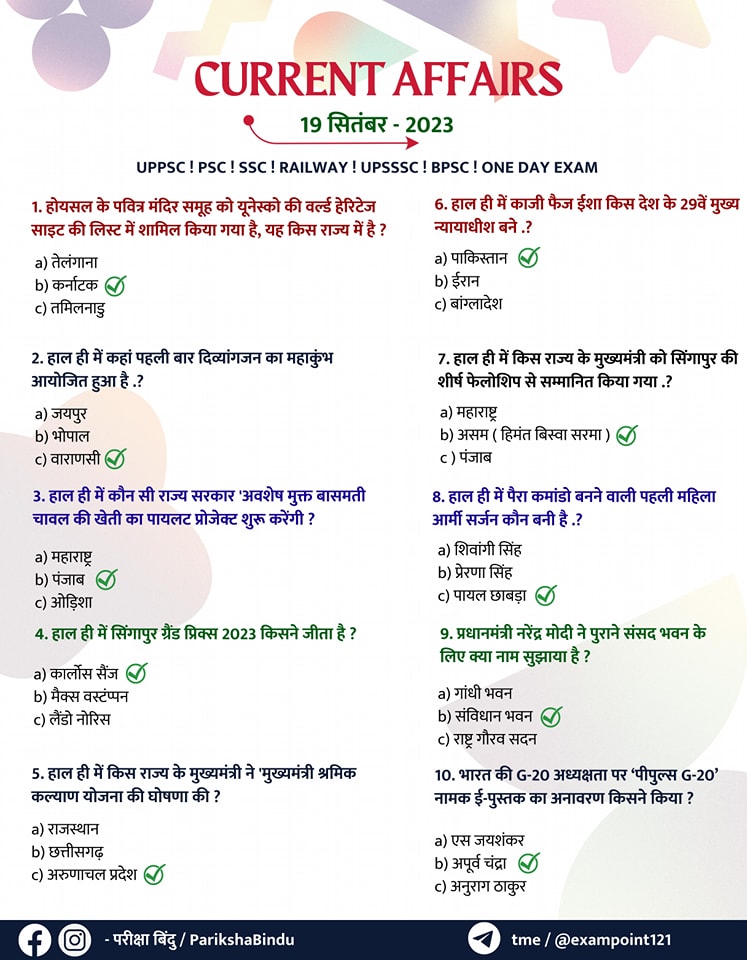 CURRENT AFFAIRS
19 सितंबर - 2023
UPPSC ! PSC ! SSC ! RAILWAY ! UPSSSC ! BPSC ! ONE DAY EXAM
1. होयसल के पवित्र मंदिर समूह को यूनेस्को की वर्ल्ड हेरिटेज
साइट की लिस्ट में शामिल किया गया है, यह किस राज्य में है ?
a) तेलंगाना
b) कर्नाटक
c) तमिलनाडु
2. हाल ही में कहां पहली बार दिव्यांगजन का महाकुंभ
आयोजित हुआ है .?
a) जयपुर
b) भोपाल
c) वाराणसी
3. हाल ही में कौन सी राज्य सरकार 'अवशेष मुक्त बासमती
चावल की खेती का पायलट प्रोजेक्ट शुरू करेंगी ?
a) महाराष्ट्र
b) पंजाब
c) ओड़िशा
4. हाल ही में सिंगापुर ग्रैंड प्रिक्स 2023 किसने जीता है ?
a) कार्लोस सैंज
b) मैक्स वस्टंप्पन
c) लैंडो नोरिस
5. हाल ही में किस राज्य के मुख्यमंत्री ने 'मुख्यमंत्री श्रमिक
कल्याण योजना की घोषणा की ?
a) राजस्थान
b) छत्तीसगढ़
c) अरुणाचल प्रदेश
6. हाल ही में काजी फैज ईशा किस देश के 29वें मुख्य
न्यायाधीश बने .?
a) पाकिस्तान
b) ईरान
c) बांग्लादेश
7. हाल ही में किस राज्य के मुख्यमंत्री को सिंगापुर की
शीर्ष फेलोशिप से सम्मानित किया गया .?
a) महाराष्ट्र
b) असम ( हिमंत बिस्वा सरमा )
c ) पंजाब
8. हाल ही में पैरा कमांडो बनने वाली पहली महिला
आर्मी सर्जन कौन बनी है .?
a) शिवांगी सिंह
b) प्रेरणा सिंह
c) पायल छाबड़ा
9. प्रधानमंत्री नरेंद्र मोदी ने पुराने संसद भवन के
लिए क्या नाम सुझाया है ?
a) गांधी भवन
b) संविधान भवन
c) राष्ट्र गौरव सदन
10. भारत की G-20 अध्यक्षता पर ‘पीपुल्स G-20’
नामक ई-पुस्तक का अनावरण किसने किया ?
a) एस जयशंकर
b) अपूर्व चंद्रा
c) अनुराग ठाकुर
- परीक्षा बिंदु / ParikshaBindu
tme / @exampoint121